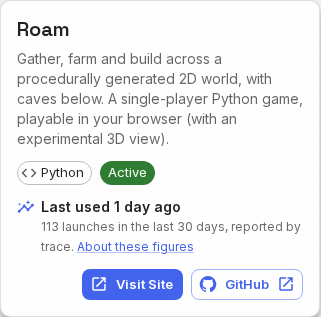 Roam
Gather, farm and build across a
procedurally generated 2D world, with
caves below. A single-player Python game,
playable in your browser (with an
experimental 3D view).
Python
Active
Last used 1 day ago
113 launches in the last 30 days, reported by
trace. About these figures
Visit Site
GitHub